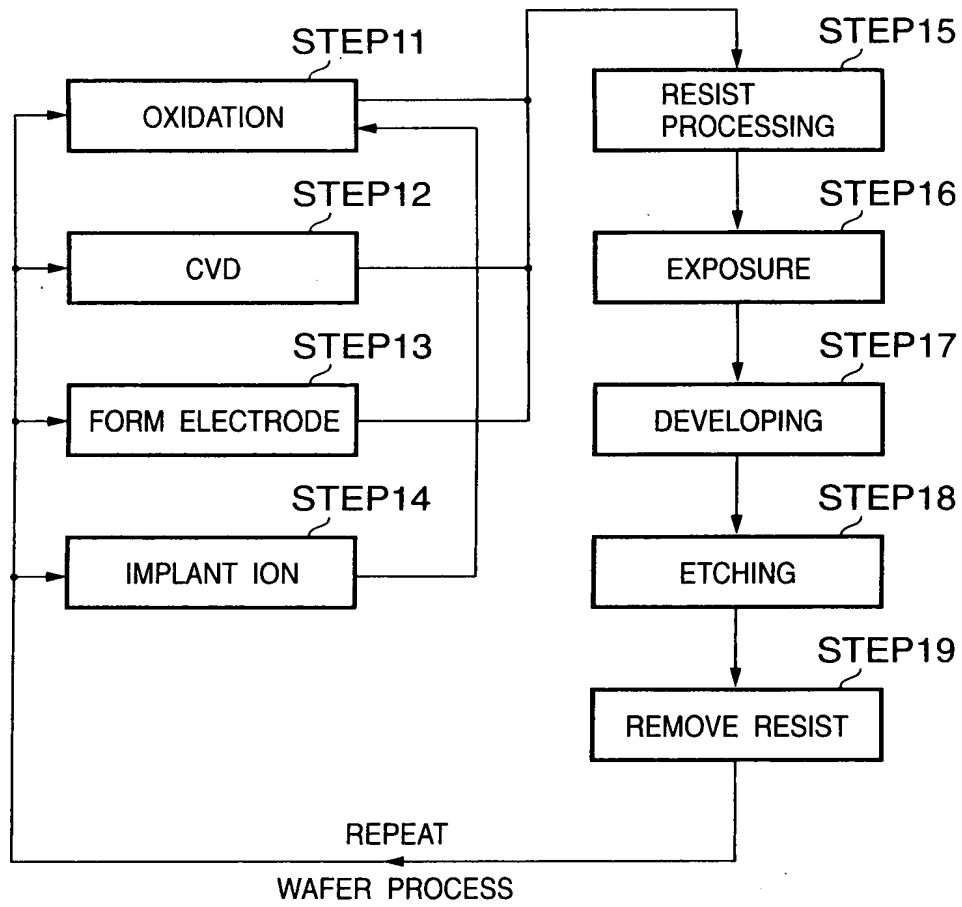 STEP11
OXIDATION
STEP12
CVD
STEP13
FORM ELECTRODE
STEP14
IMPLANT ION
STEP15
RESIST
PROCESSING
STEP16
EXPOSURE
STEP17
DEVELOPING
STEP18
ETCHING
STEP19
REMOVE RESIST
REPEAT
WAFER PROCESS